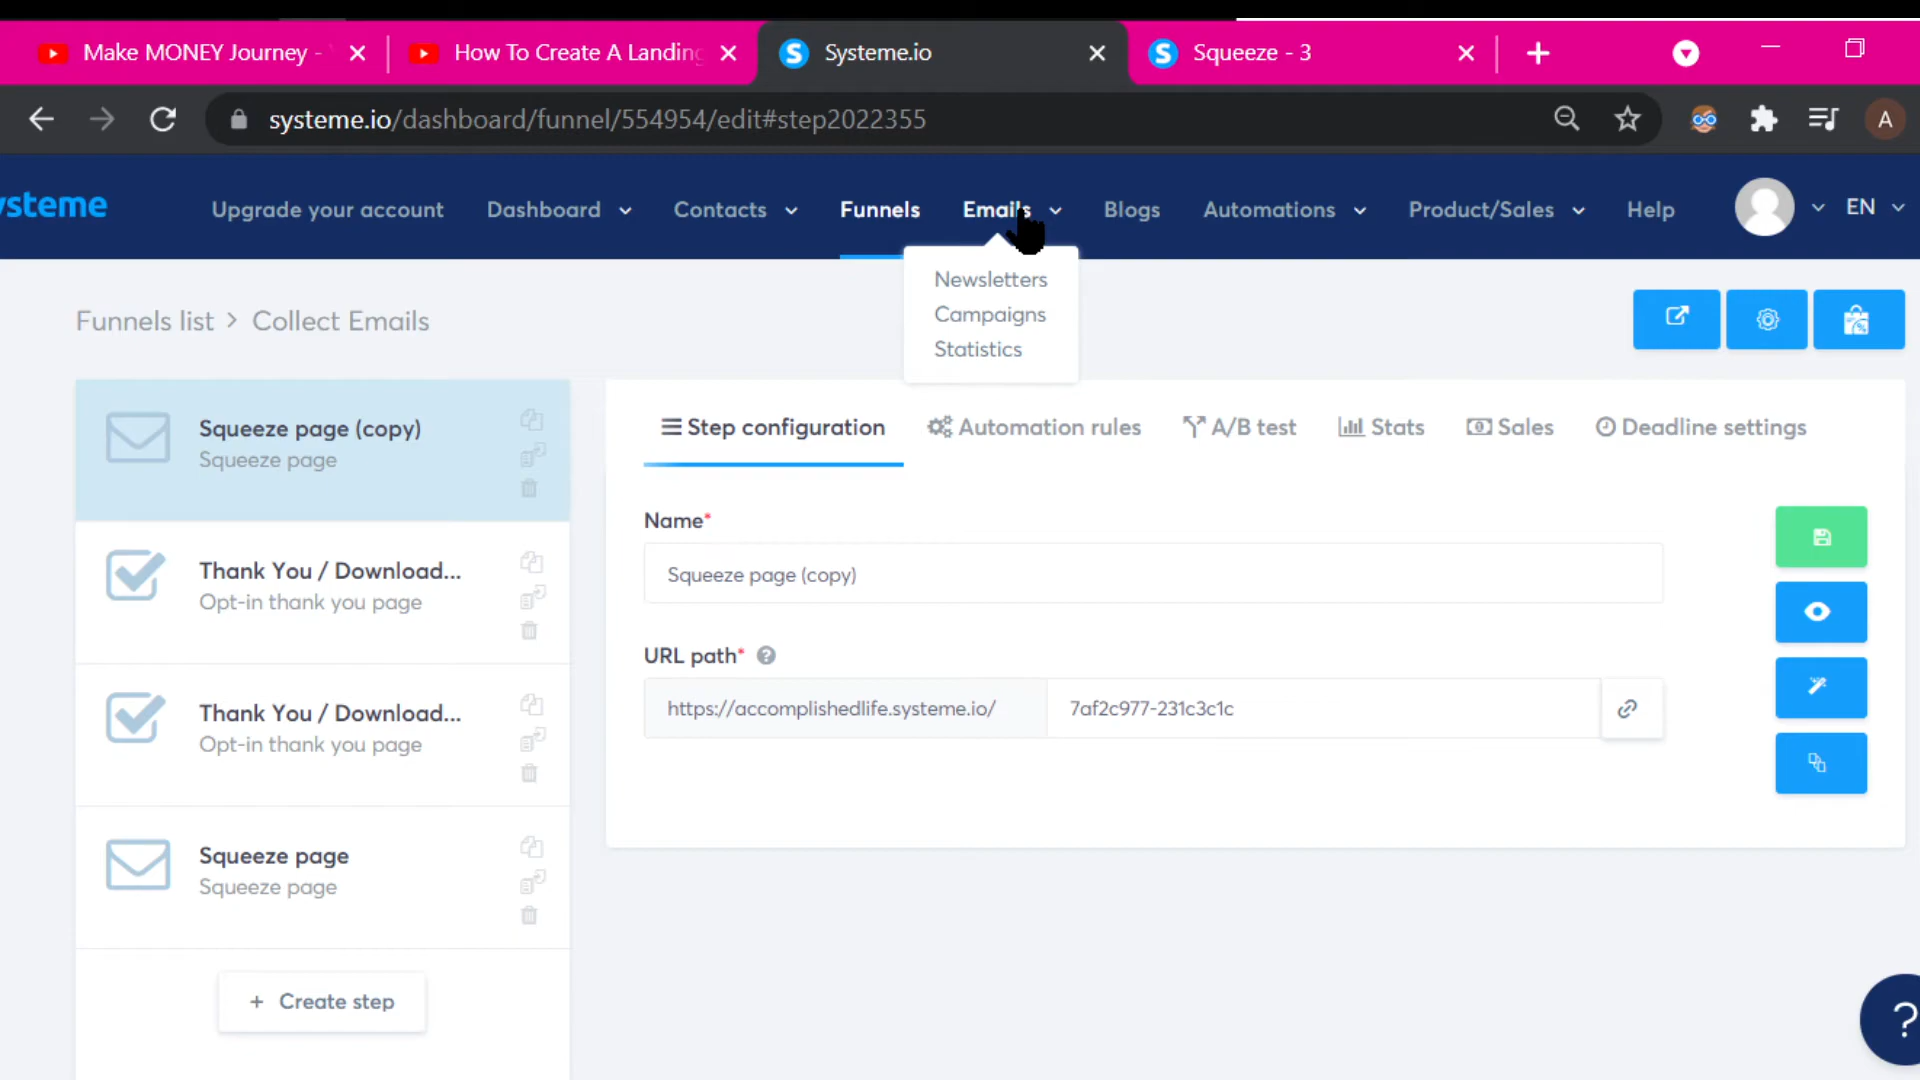 Make MONEY Journey -
How To Create A Landing
Systeme.io
Squeeze - 3
systeme.io/dashboard/funnel/554954/edit#step2022355
A
ysteme
Upgrade your account
Dashboard
Contacts
Funnels
Emails
Blogs
Automations
Product/Sales
Help
EN
Newsletters
Campaigns
Statistics
Funnels list > Collect Emails
Squeeze page (copy)
Squeeze page
Thank You / Download...
Opt-in thank you page
Thank You / Download...
Opt-in thank you page
Squeeze page
Squeeze page
+ Create step
Step configuration
Automation rules
A/B test
Stats
Sales
Deadline settings
Name*
Squeeze page (copy)
URL path* ?
https://accomplishedlife.systeme.io/
7af2c977-231c3c1c
?